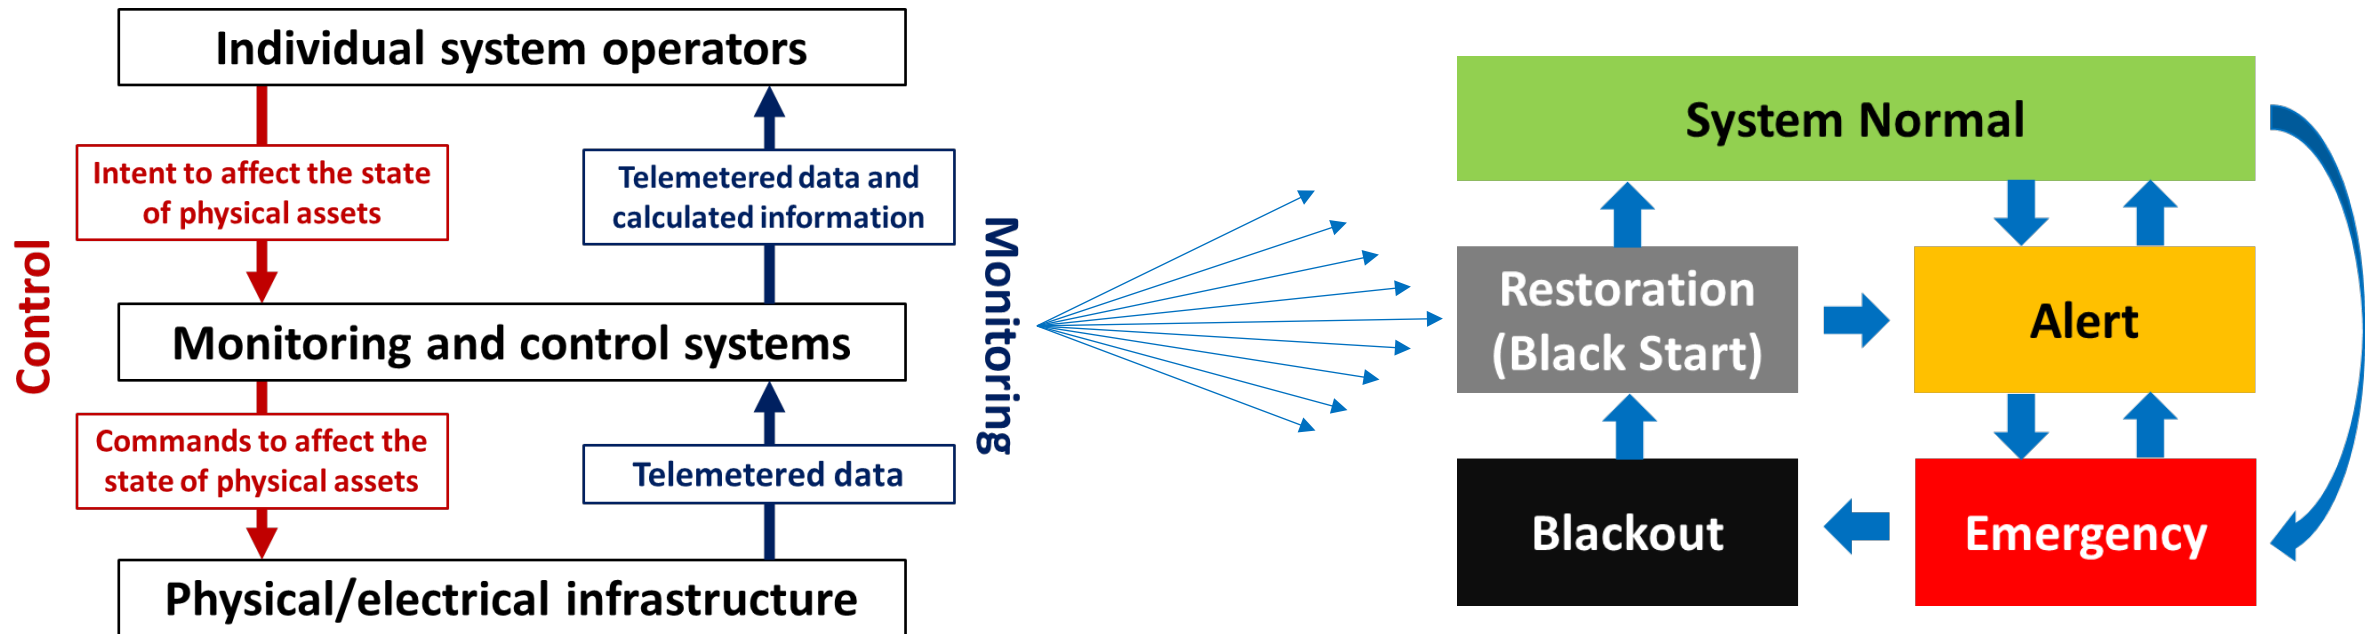 Individual system operators
Intent to affect the state
of physical assets
Telemetered data and
calculated information
Control
Monitoring and control systems
Commands to affect the
state of physical assets
Telemetered data
Physical/electrical infrastructure
Monitoring
System Normal
Restoration
(Black Start)
Alert
Blackout
Emergency